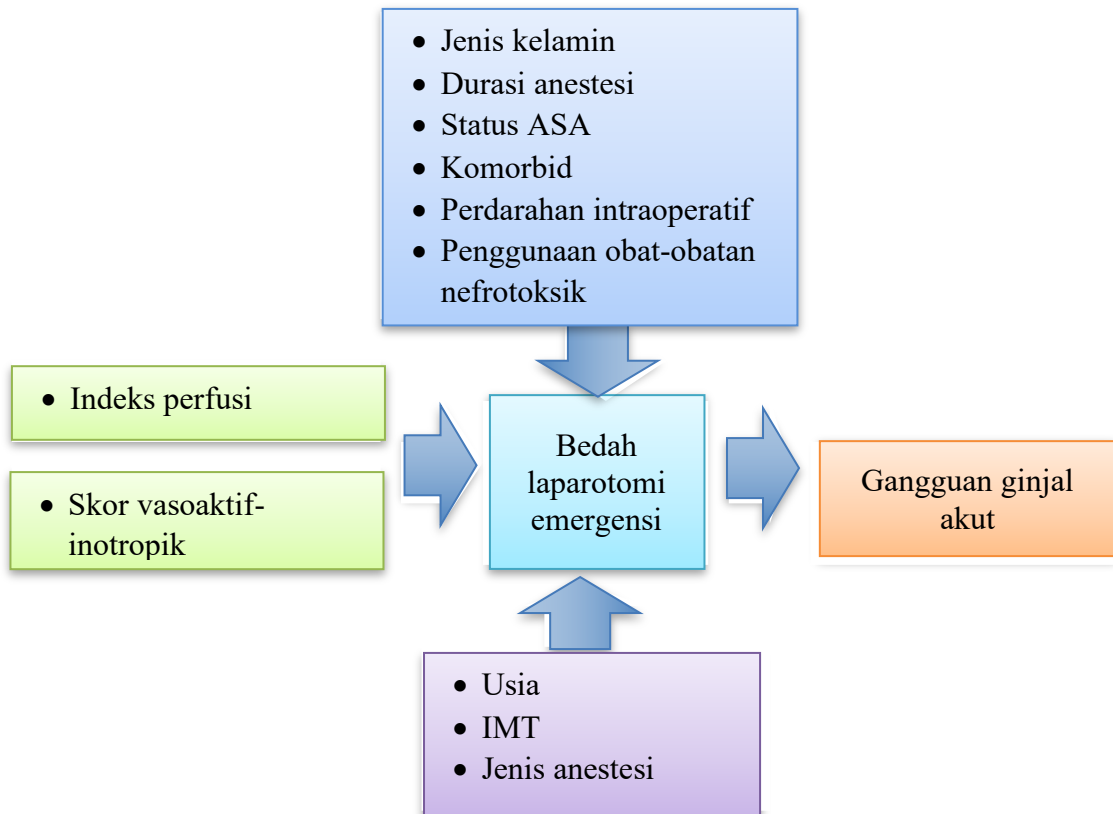 • Jenis kelamin
• Durasi anestesi
• Status ASA
• Komorbid
• Perdarahan intraoperatif
• Penggunaan obat-obatan
nefrotoksik
• Indeks perfusi
• Skor vasoaktif-
inotropik
Bedah
laparotomi
emergensi
Gangguan ginjal
akut
• Usia
• IMT
• Jenis anestesi